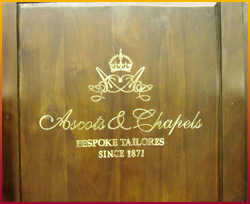 Ascots & Chapels
BESPOKE TAILORES
SINCE 1871